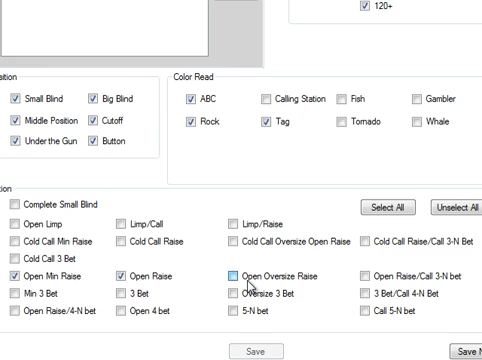 120+
sition
Color Read
Small Blind Big Blind ABC Calling Station Fish Gambler
Middle Position Cutoff Rock Tag Tornado Whale
Under the Gun Button
tion
Complete Small Blind Select All Unselect All
Open Limp Limp/Call Limp/Raise
Cold Call Min Raise Cold Call Raise Cold Call Oversize Open Raise Cold Call Raise/Call 3-N Bet
Cold Call 3 Bet
Open Min Raise Open Raise Open Oversize Raise Open Raise/Call 3-N bet
Min 3 Bet 3 Bet Oversize 3 Bet 3 Bet/Call 4-N Bet
Open Raise/4-N bet Open 4 bet 5-N bet Call 5-N bet
Save Save